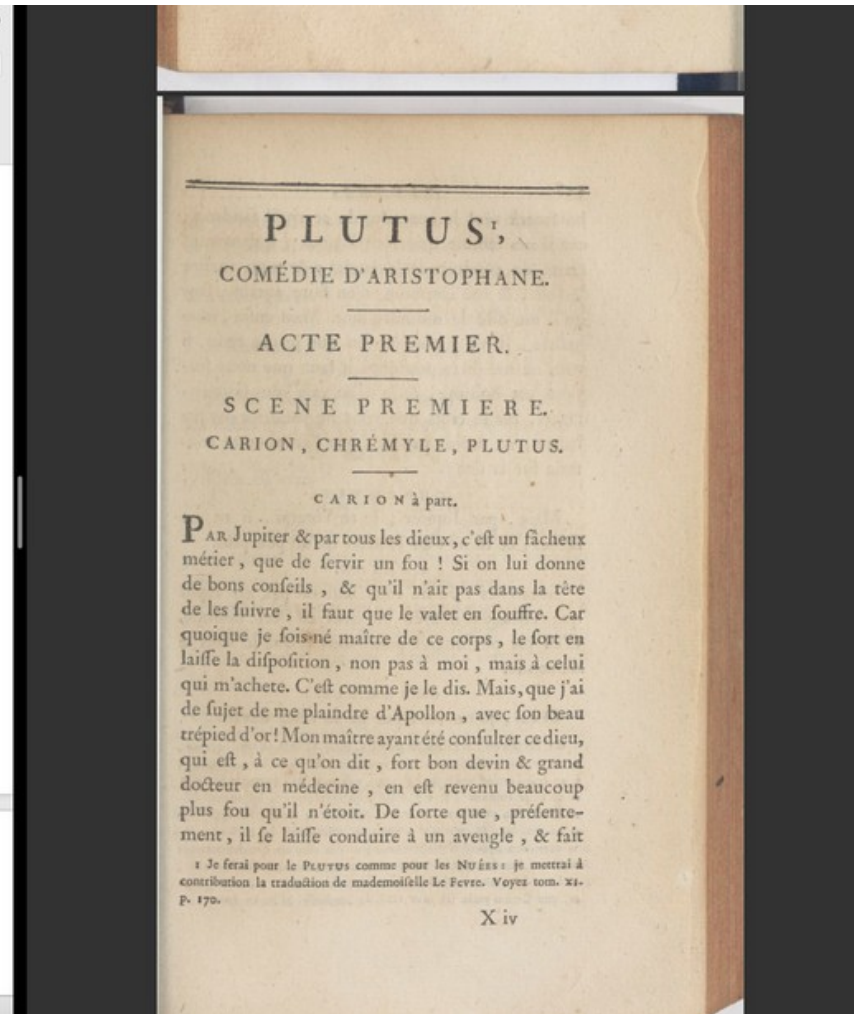 PLUTUS¹,
COMÉDIE D'ARISTOPHANE.
ACTE PREMIER.
SCENE PREMIERE.
CARION, CHRÉMYLE, PLUTUS.
CARION à part.
PAR Jupiter & par tous les dieux, c'eſt un fâcheux
métier, que de ſervir un fou ! Si on lui donne
de bons conſeils, & qu'il n'ait pas dans la tête
de les ſuivre, il faut que le valet en ſouffre. Car
quoique je ſois né maître de ce corps, le ſort en
laiſſe la diſpoſition, non pas à moi, mais à celui
qui m'achete. C'eſt comme je le dis. Mais, que j'ai
de ſujet de me plaindre d'Apollon, avec ſon beau
trépied d'or! Mon maître ayant été conſulter ce dieu,
qui eſt, à ce qu'on dit, fort bon devin & grand
docteur en médecine, en eſt revenu beaucoup
plus fou qu'il n'étoit. De ſorte que, préſente-
ment, il ſe laiſſe conduire à un aveugle, & fait
1 Je ferai pour le PLUTUS comme pour les NUÉES : je mettrai à
contribution la traduction de mademoiſelle Le Fevre. Voyez tom. XI.
p. 170.
X iv